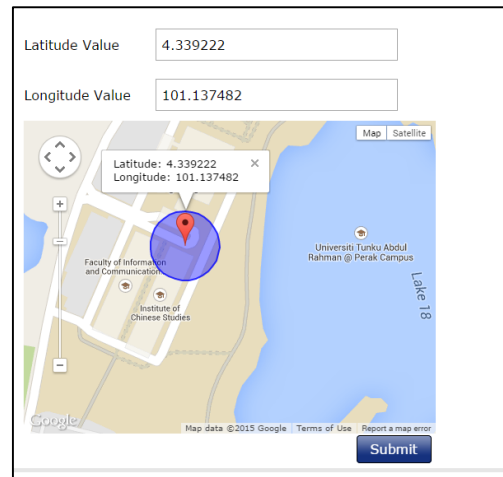 Latitude Value
4.339222
Longitude Value
101.137482
Map
Satellite
Latitude: 4.339222
Longitude: 101.137482
Faculty of Information
and Communication
Institute of
Chinese Studies
Universiti Tunku Abdul
Rahman @ Perak Campus
Lake 18
Google
Map data ©2015 Google
Terms of Use
Report a map error
Submit